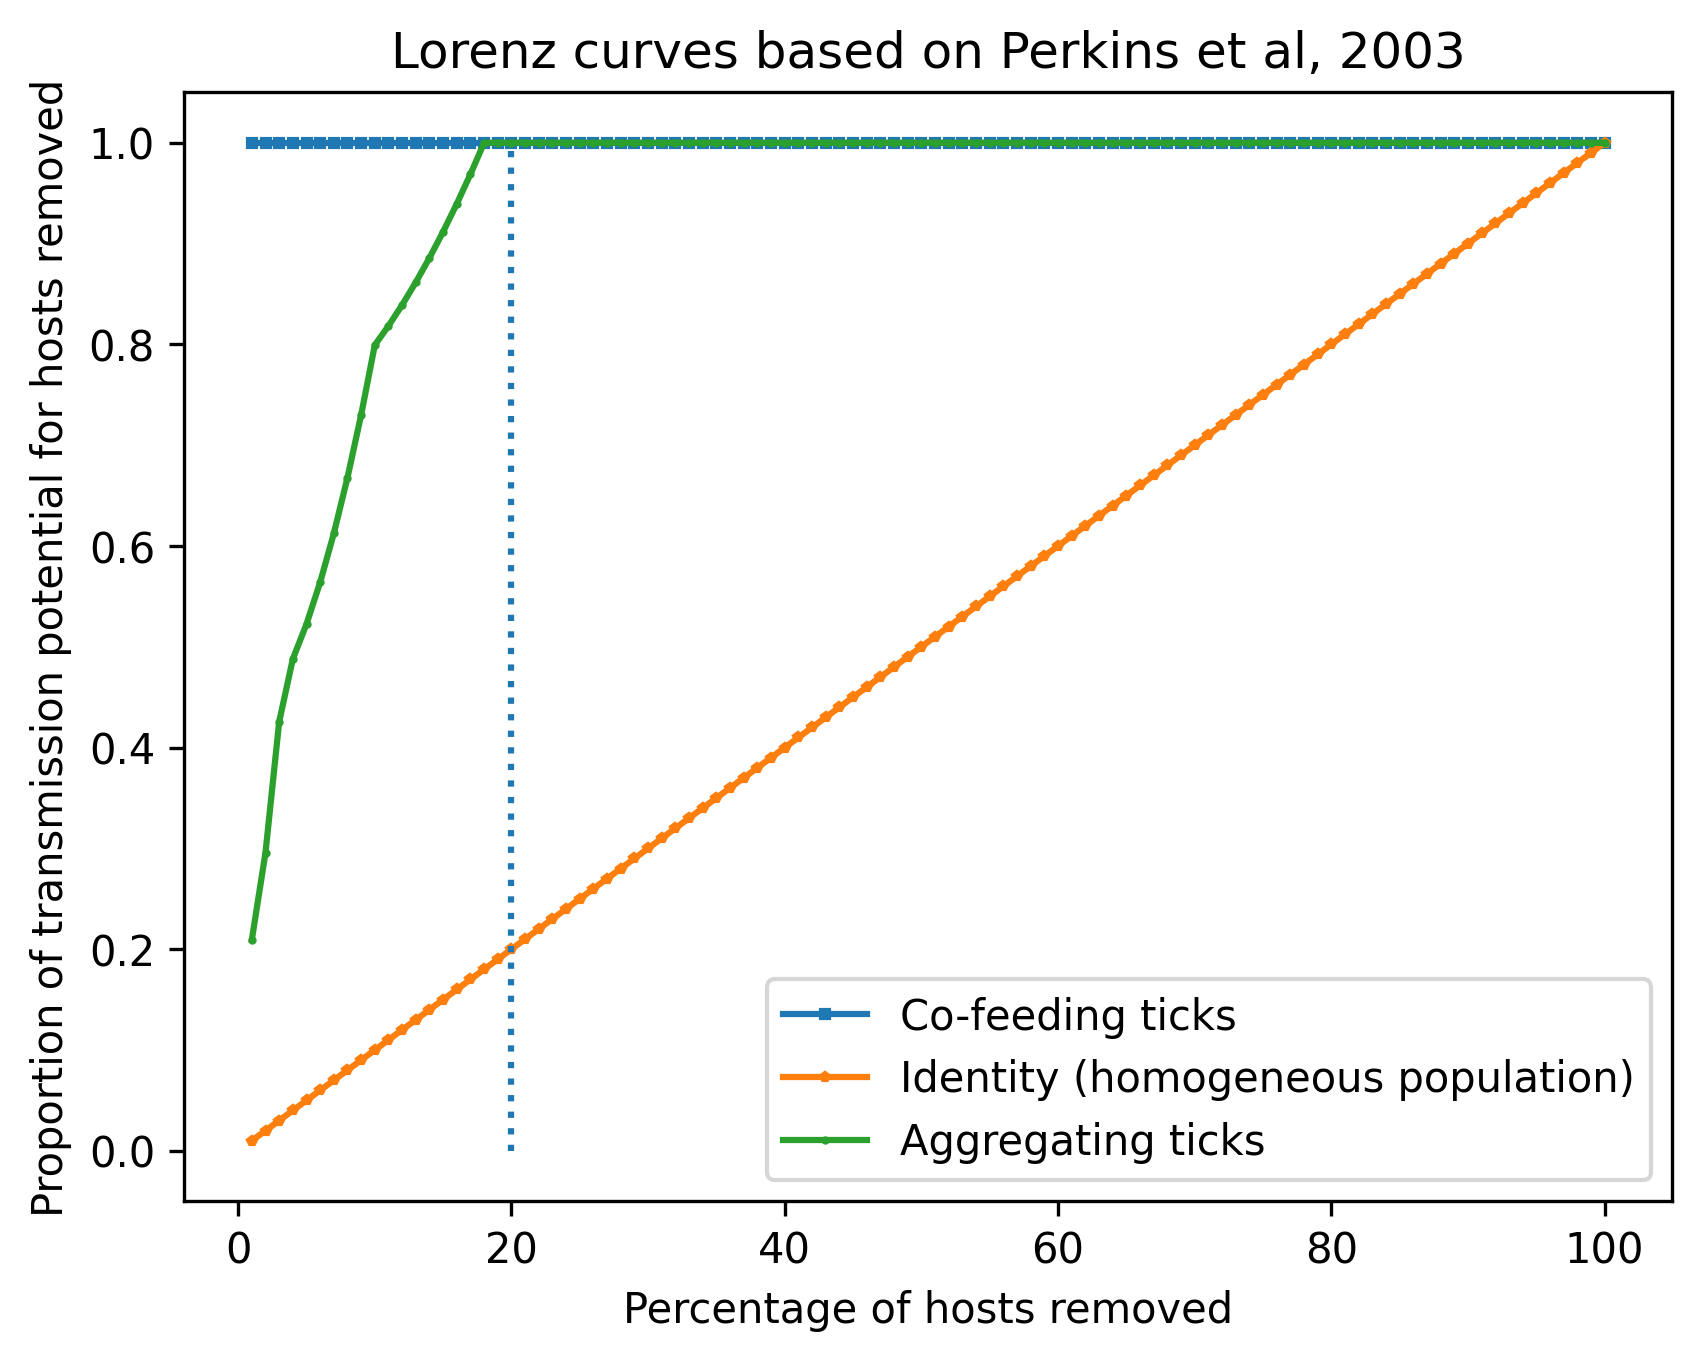 Lorenz curves based on Perkins et al, 2003
Proportion of transmission potential for hosts removed
1.0
0.8
0.6
0.4
0.2
0.0
Co-feeding ticks
Identity (homogeneous population)
Aggregating ticks
0 20 40 60 80 100
Percentage of hosts removed